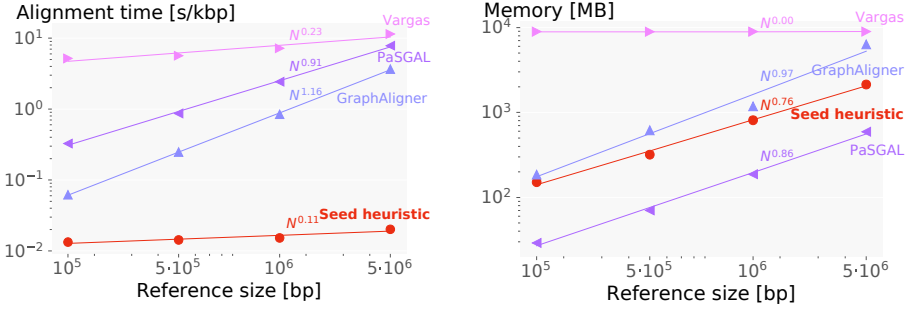 Alignment time [s/kbp]
10^1
10^0
10^-1
10^-2
Vargas
N^0.23
PaSGAL
N^0.91
N^1.16
GraphAligner
N^0.11
Seed heuristic
10^5
5·10^5
10^6
5·10^6
Reference size [bp]
Memory [MB]
10^4
10^3
10^2
Vargas
N^0.00
N^0.97
GraphAligner
N^0.76
Seed heuristic
N^0.86
PaSGAL
10^5
5·10^5
10^6
5·10^6
Reference size [bp]